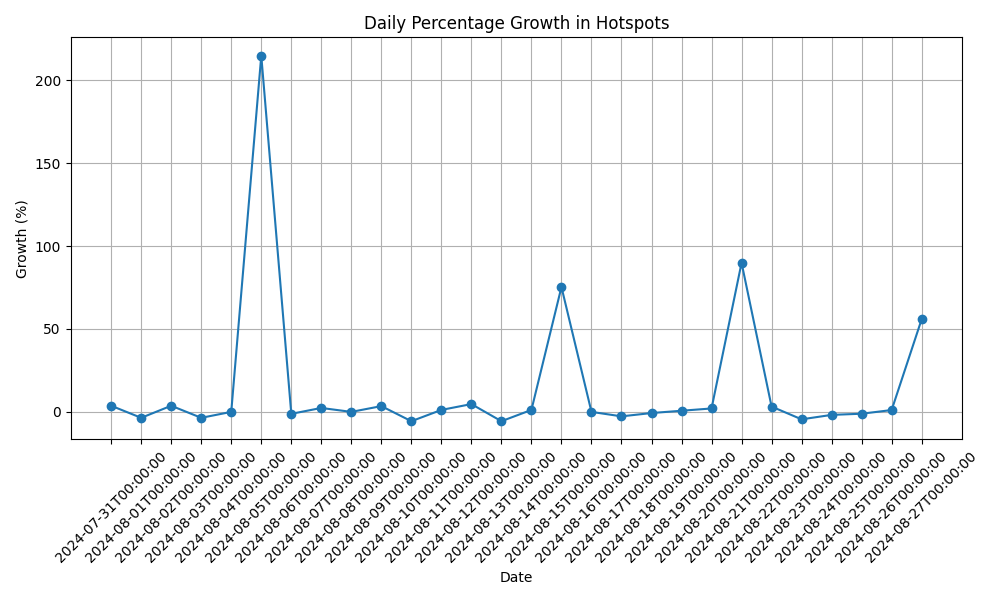 Daily Percentage Growth in Hotspots
Growth (%)
200
150
100
50
0
2024-07-31T00:00:00
2024-08-01T00:00:00
2024-08-02T00:00:00
2024-08-03T00:00:00
2024-08-04T00:00:00
2024-08-05T00:00:00
2024-08-06T00:00:00
2024-08-07T00:00:00
2024-08-08T00:00:00
2024-08-09T00:00:00
2024-08-10T00:00:00
2024-08-11T00:00:00
2024-08-12T00:00:00
2024-08-13T00:00:00
2024-08-14T00:00:00
2024-08-15T00:00:00
2024-08-16T00:00:00
2024-08-17T00:00:00
2024-08-18T00:00:00
2024-08-19T00:00:00
2024-08-20T00:00:00
2024-08-21T00:00:00
2024-08-22T00:00:00
2024-08-23T00:00:00
2024-08-24T00:00:00
2024-08-25T00:00:00
2024-08-26T00:00:00
2024-08-27T00:00:00
Date